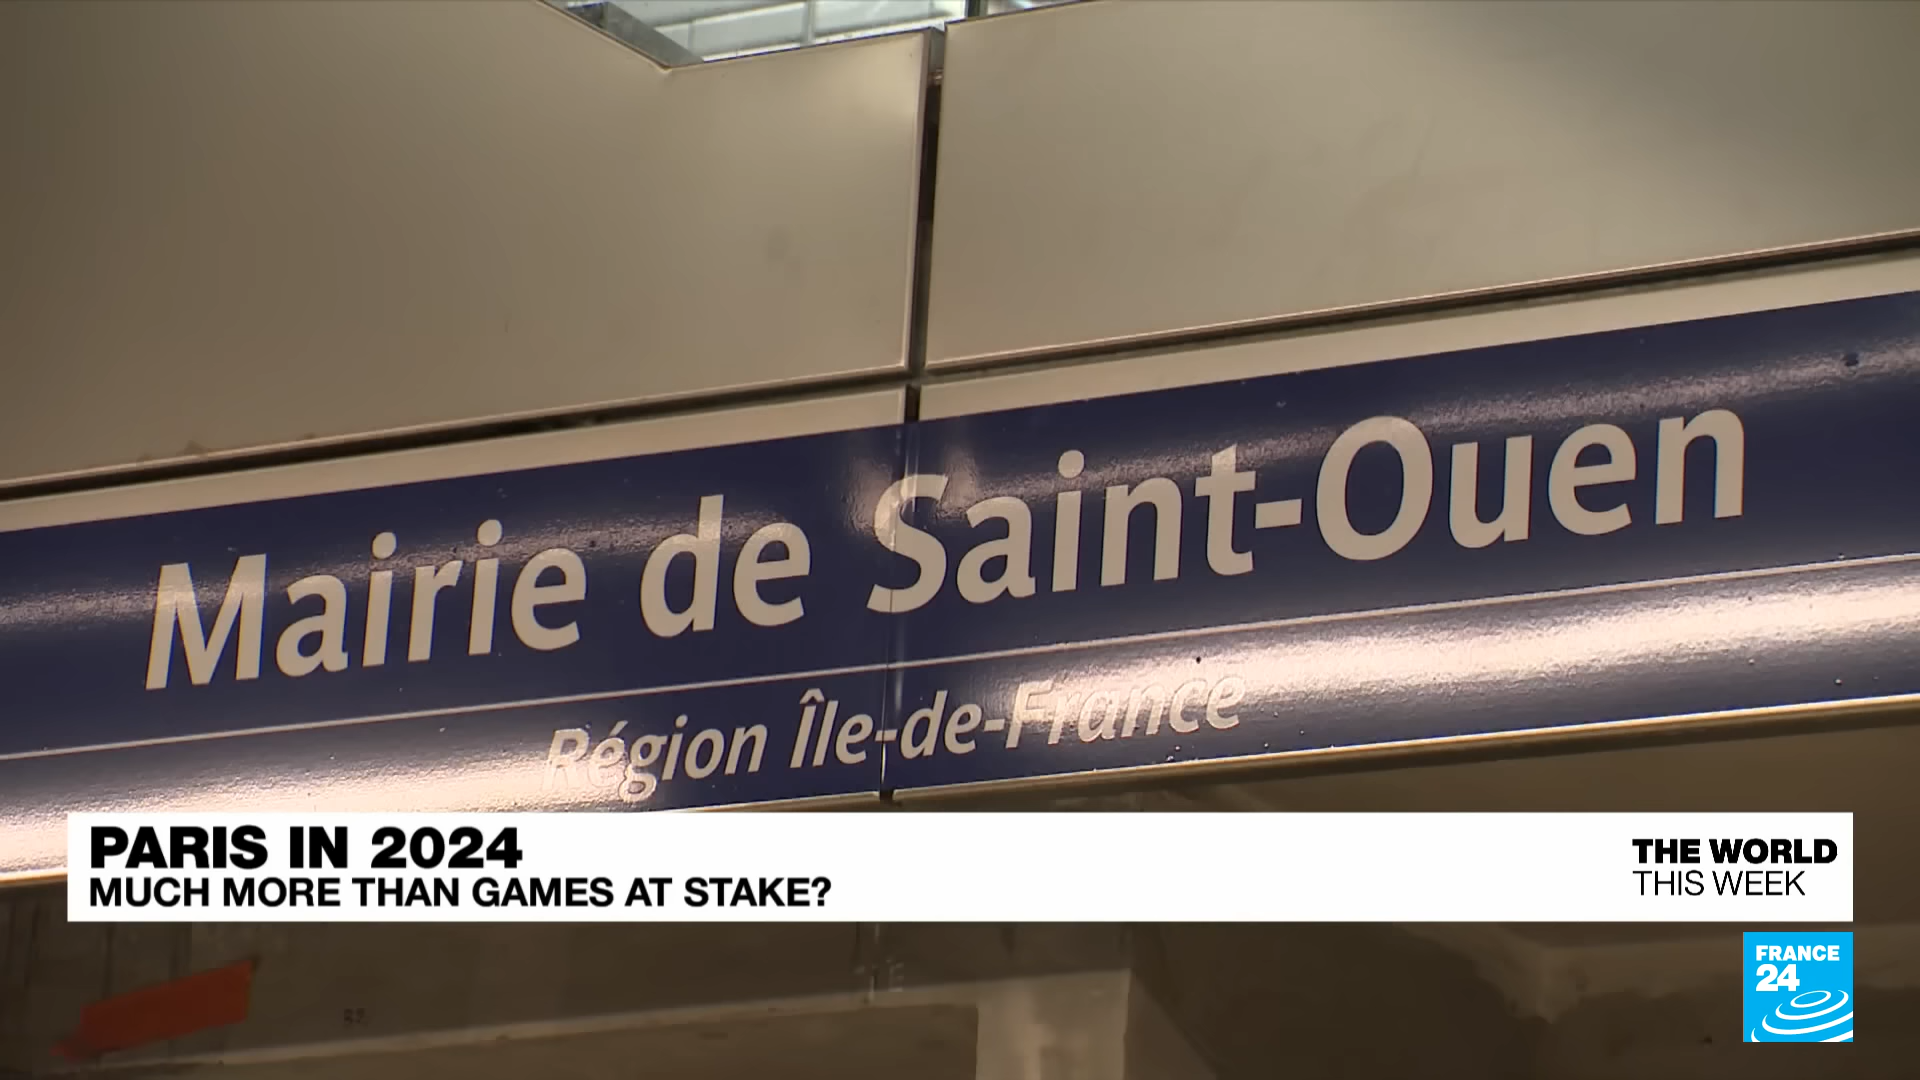 Mairie de Saint-Ouen
Région Île-de-France
PARIS IN 2024
MUCH MORE THAN GAMES AT STAKE?
THE WORLD
THIS WEEK
FRANCE
24